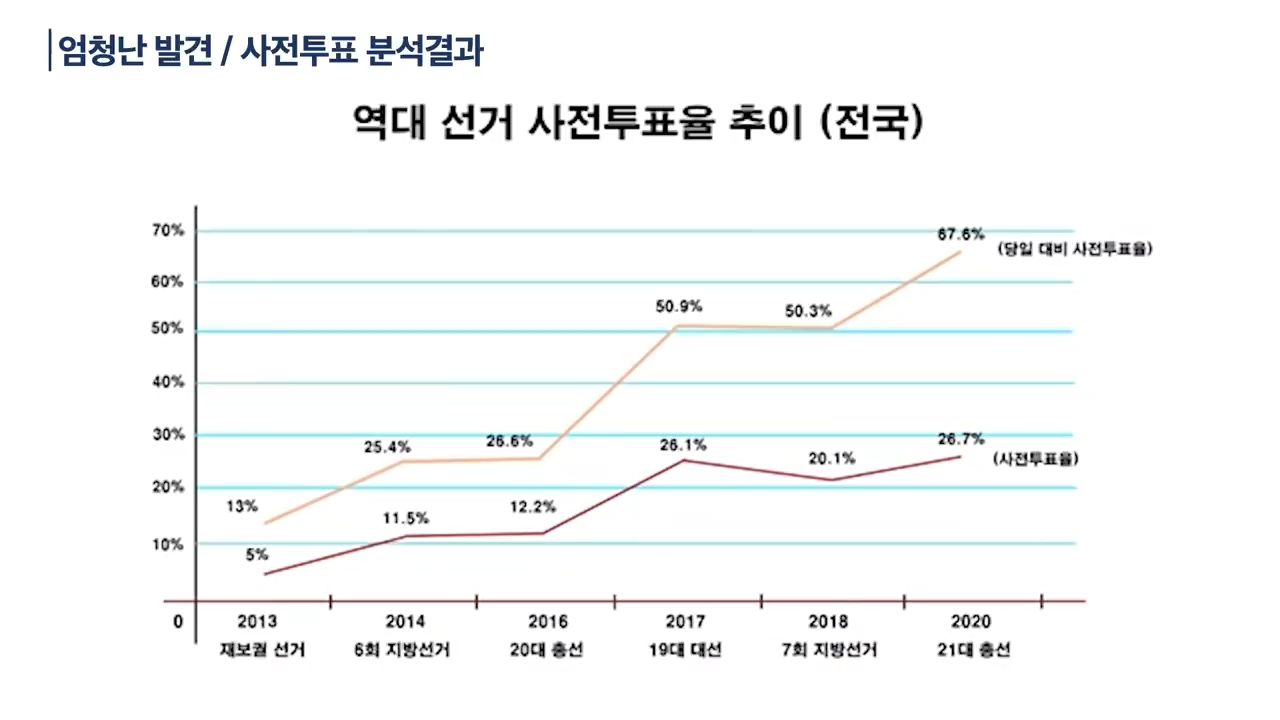 엄청난 발견 / 사전투표 분석결과
역대 선거 사전투표율 추이 (전국)
70%
60%
50%
40%
30%
20%
10%
0
13%
25.4%
26.6%
50.9%
50.3%
67.6%
(당일 대비 사전투표율)
5%
11.5%
12.2%
26.1%
20.1%
26.7%
(사전투표율)
2013
재보궐 선거
2014
6회 지방선거
2016
20대 총선
2017
19대 대선
2018
7회 지방선거
2020
21대 총선